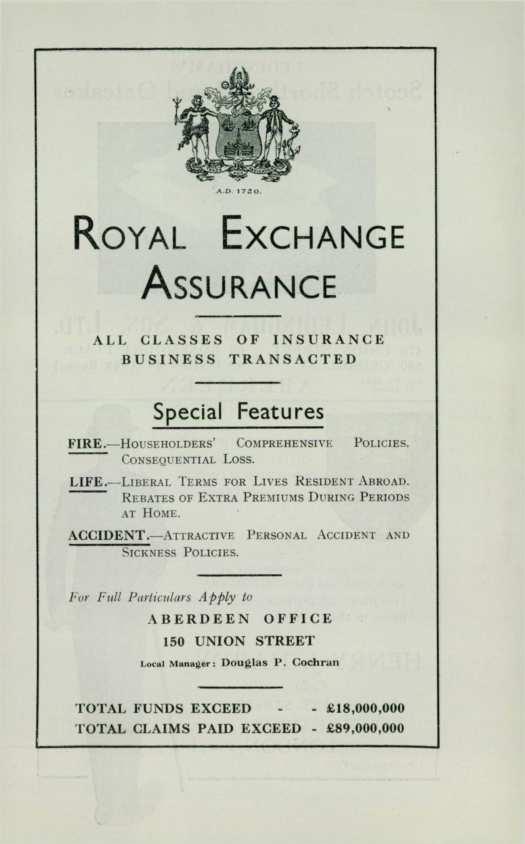 A.D. 1720.
ROYAL EXCHANGE
ASSURANCE
ALL CLASSES OF INSURANCE
BUSINESS TRANSACTED
Special Features
FIRE.—HOUSEHOLDERS' COMPREHENSIVE POLICIES.
CONSEQUENTIAL LOSS.
LIFE.—LIBERAL TERMS FOR LIVES RESIDENT ABROAD.
REBATES OF EXTRA PREMIUMS DURING PERIODS
AT HOME.
ACCIDENT.—ATTRACTIVE PERSONAL ACCIDENT AND
SICKNESS POLICIES.
For Full Particulars Apply to
ABERDEEN OFFICE
150 UNION STREET
Local Manager: Douglas P. Cochran
TOTAL FUNDS EXCEED - - £18,000,000
TOTAL CLAIMS PAID EXCEED - £89,000,000